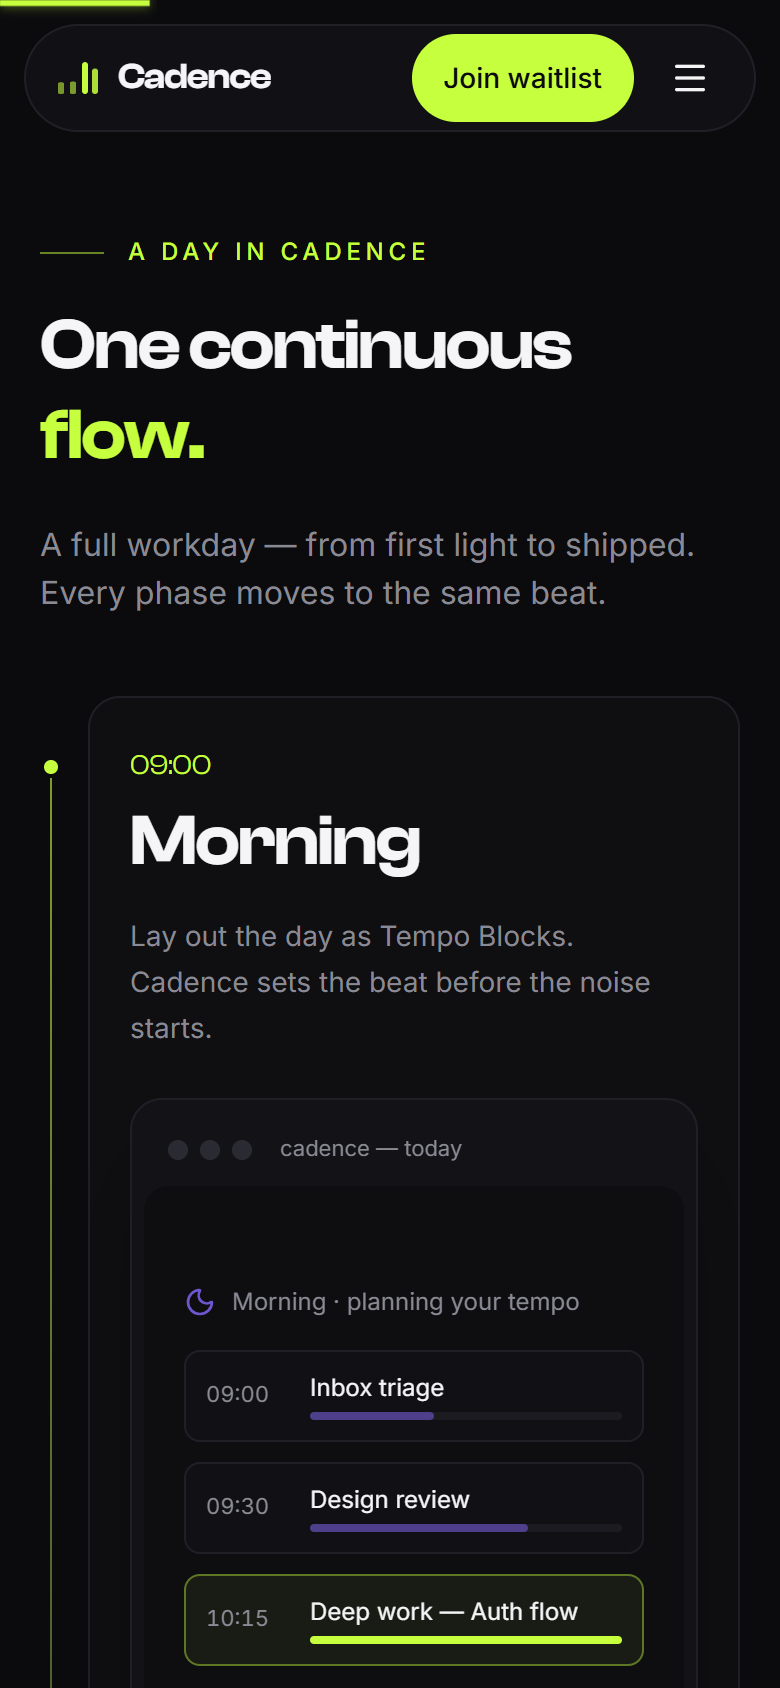 Cadence
Join waitlist
A DAY IN CADENCE
One continuous
flow.
A full workday — from first light to shipped.
Every phase moves to the same beat.
09:00
Morning
Lay out the day as Tempo Blocks.
Cadence sets the beat before the noise
starts.
cadence — today
Morning · planning your tempo
09:00
Inbox triage
09:30
Design review
10:15
Deep work — Auth flow